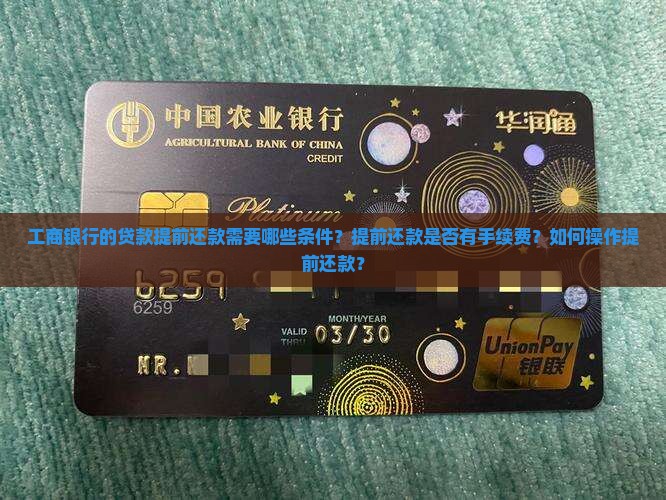 中国农业银行
AGRICULTURAL BANK OF CHINA
CREDIT
华润通
Platinum
工商银行的贷款提前还款需要哪些条件？提前还款是否有手续费？如何操作提
前还款？
6259
6259
MONTH/YEAR
VALID
THRU
03/30
MR.
UnionPay
银联